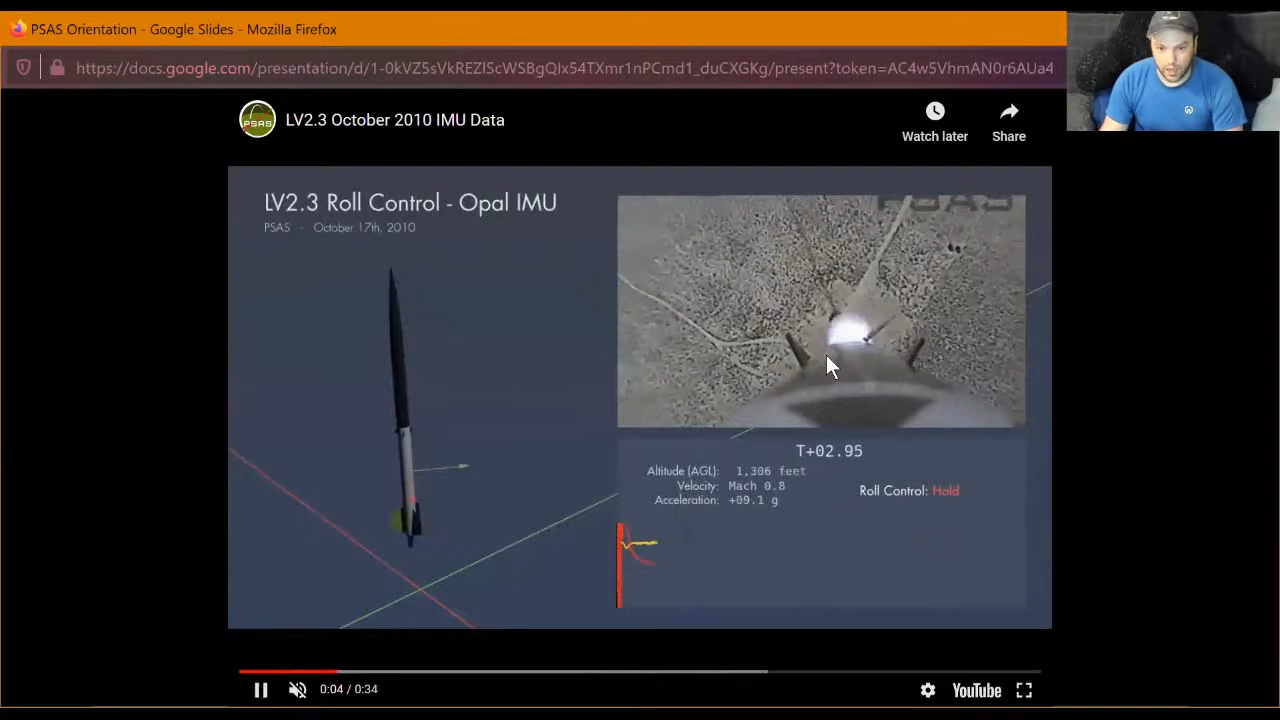 PSAS Orientation - Google Slides - Mozilla Firefox
https://docs.google.com/presentation/d/1-0kVZ5sVkREZlScWSBgQlx54TXmr1nPCmd1_duCXGKg/present?token=AC4w5VhmAN0r6AUa4
PSAS
LV2.3 October 2010 IMU Data
Watch later
Share
LV2.3 Roll Control - Opal IMU
PSAS - October 17th, 2010
PSAS
T+02.95
Altitude (AGL): 1,306 feet
Velocity: Mach 0.8
Acceleration: +09.1 g
Roll Control: Hold
0:04 / 0:34
YouTube